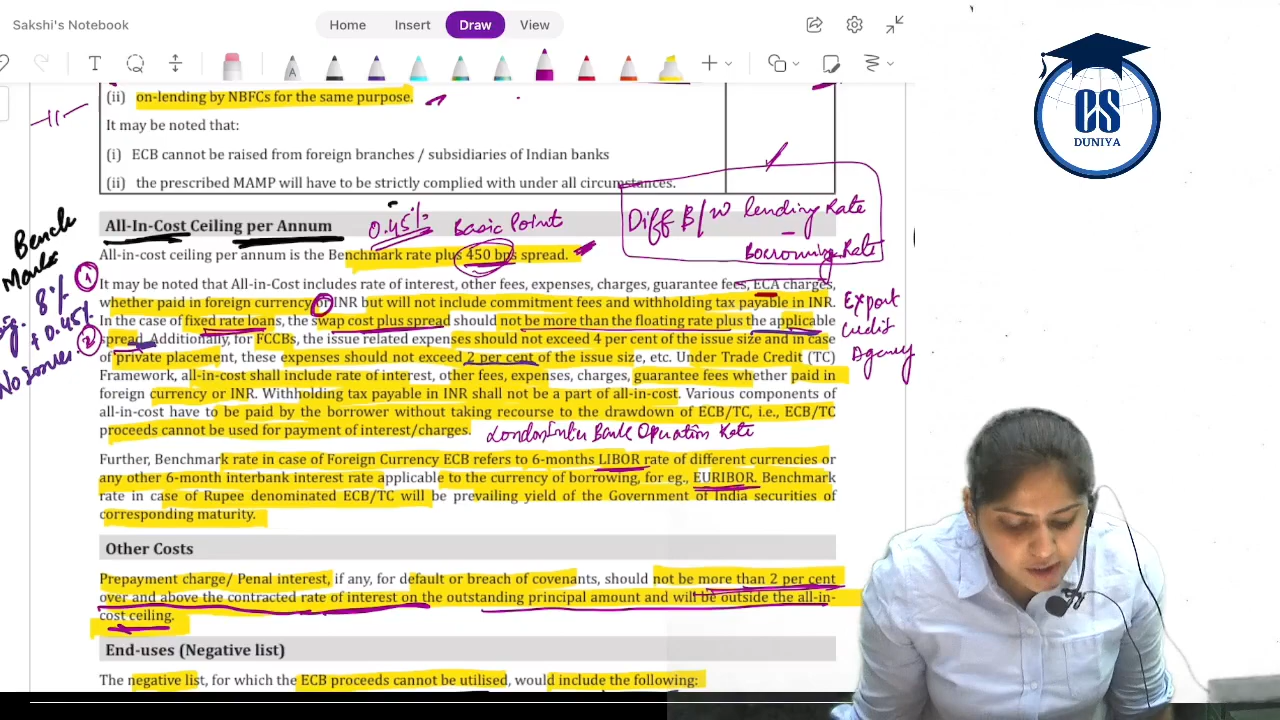 Sakshi's Notebook
Home Insert Draw View
(ii) on-lending by NBFCs for the same purpose.
It may be noted that:
(i) ECB cannot be raised from foreign branches / subsidiaries of Indian banks
(ii) the prescribed MAMP will have to be strictly complied with under all circumstances.
Diff B/w lending Rate
Borrowing Rate
Bench
Mark
All-In-Cost Ceiling per Annum
0.45% Basic Point
All-in-cost ceiling per annum is the Benchmark rate plus 450 bps spread.
1
8%
+ 0.45%
2
It may be noted that All-in-Cost includes rate of interest, other fees, expenses, charges, guarantee fees, ECA charges,
whether paid in foreign currency or INR but will not include commitment fees and withholding tax payable in INR.
In the case of fixed rate loans, the swap cost plus spread should not be more than the floating rate plus the applicable
spread. Additionally, for FCCBs, the issue related expenses should not exceed 4 per cent of the issue size and in case
of private placement, these expenses should not exceed 2 per cent of the issue size, etc. Under Trade Credit (TC)
Framework, all-in-cost shall include rate of interest, other fees, expenses, charges, guarantee fees whether paid in
foreign currency or INR. Withholding tax payable in INR shall not be a part of all-in-cost. Various components of
all-in-cost have to be paid by the borrower without taking recourse to the drawdown of ECB/TC, i.e., ECB/TC
proceeds cannot be used for payment of interest/charges.
Export
Credit
Agency
London Inter Bank Operation Rate
Further, Benchmark rate in case of Foreign Currency ECB refers to 6-months LIBOR rate of different currencies or
any other 6-month interbank interest rate applicable to the currency of borrowing, for eg., EURIBOR. Benchmark
rate in case of Rupee denominated ECB/TC will be prevailing yield of the Government of India securities of
corresponding maturity.
Other Costs
Prepayment charge/ Penal interest, if any, for default or breach of covenants, should not be more than 2 per cent
over and above the contracted rate of interest on the outstanding principal amount and will be outside the all-in-
cost ceiling.
End-uses (Negative list)
The negative list, for which the ECB proceeds cannot be utilised, would include the following:
CS
DUNIYA